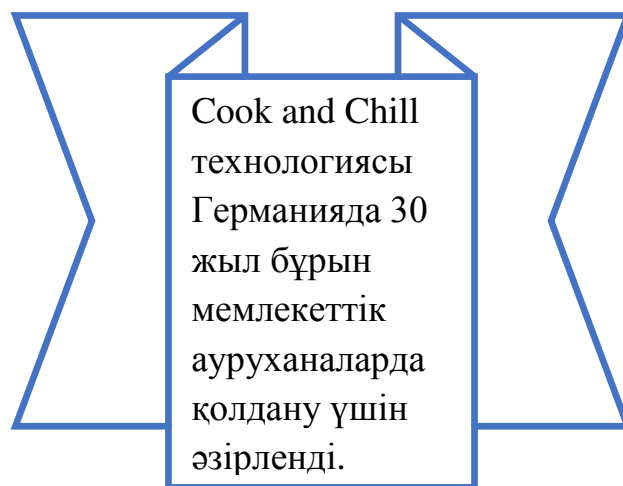 Cook and Chill
технологиясы
Германияда 30
жыл бұрын
мемлекеттік
ауруханаларда
қолдану үшін
әзірленді.